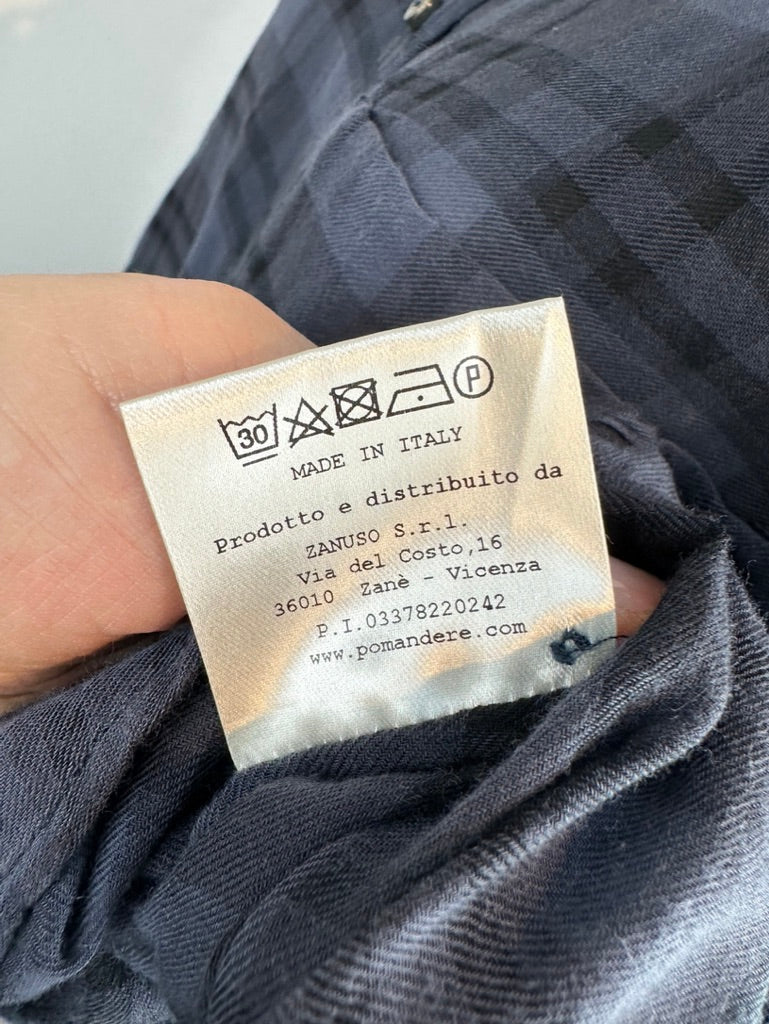 30 P
MADE IN ITALY
Prodotto e distribuito da
ZANUSO S.r.l.
Via del Costo,16
36010 Zanè - Vicenza
P.I.03378220242
www.pomandere.com